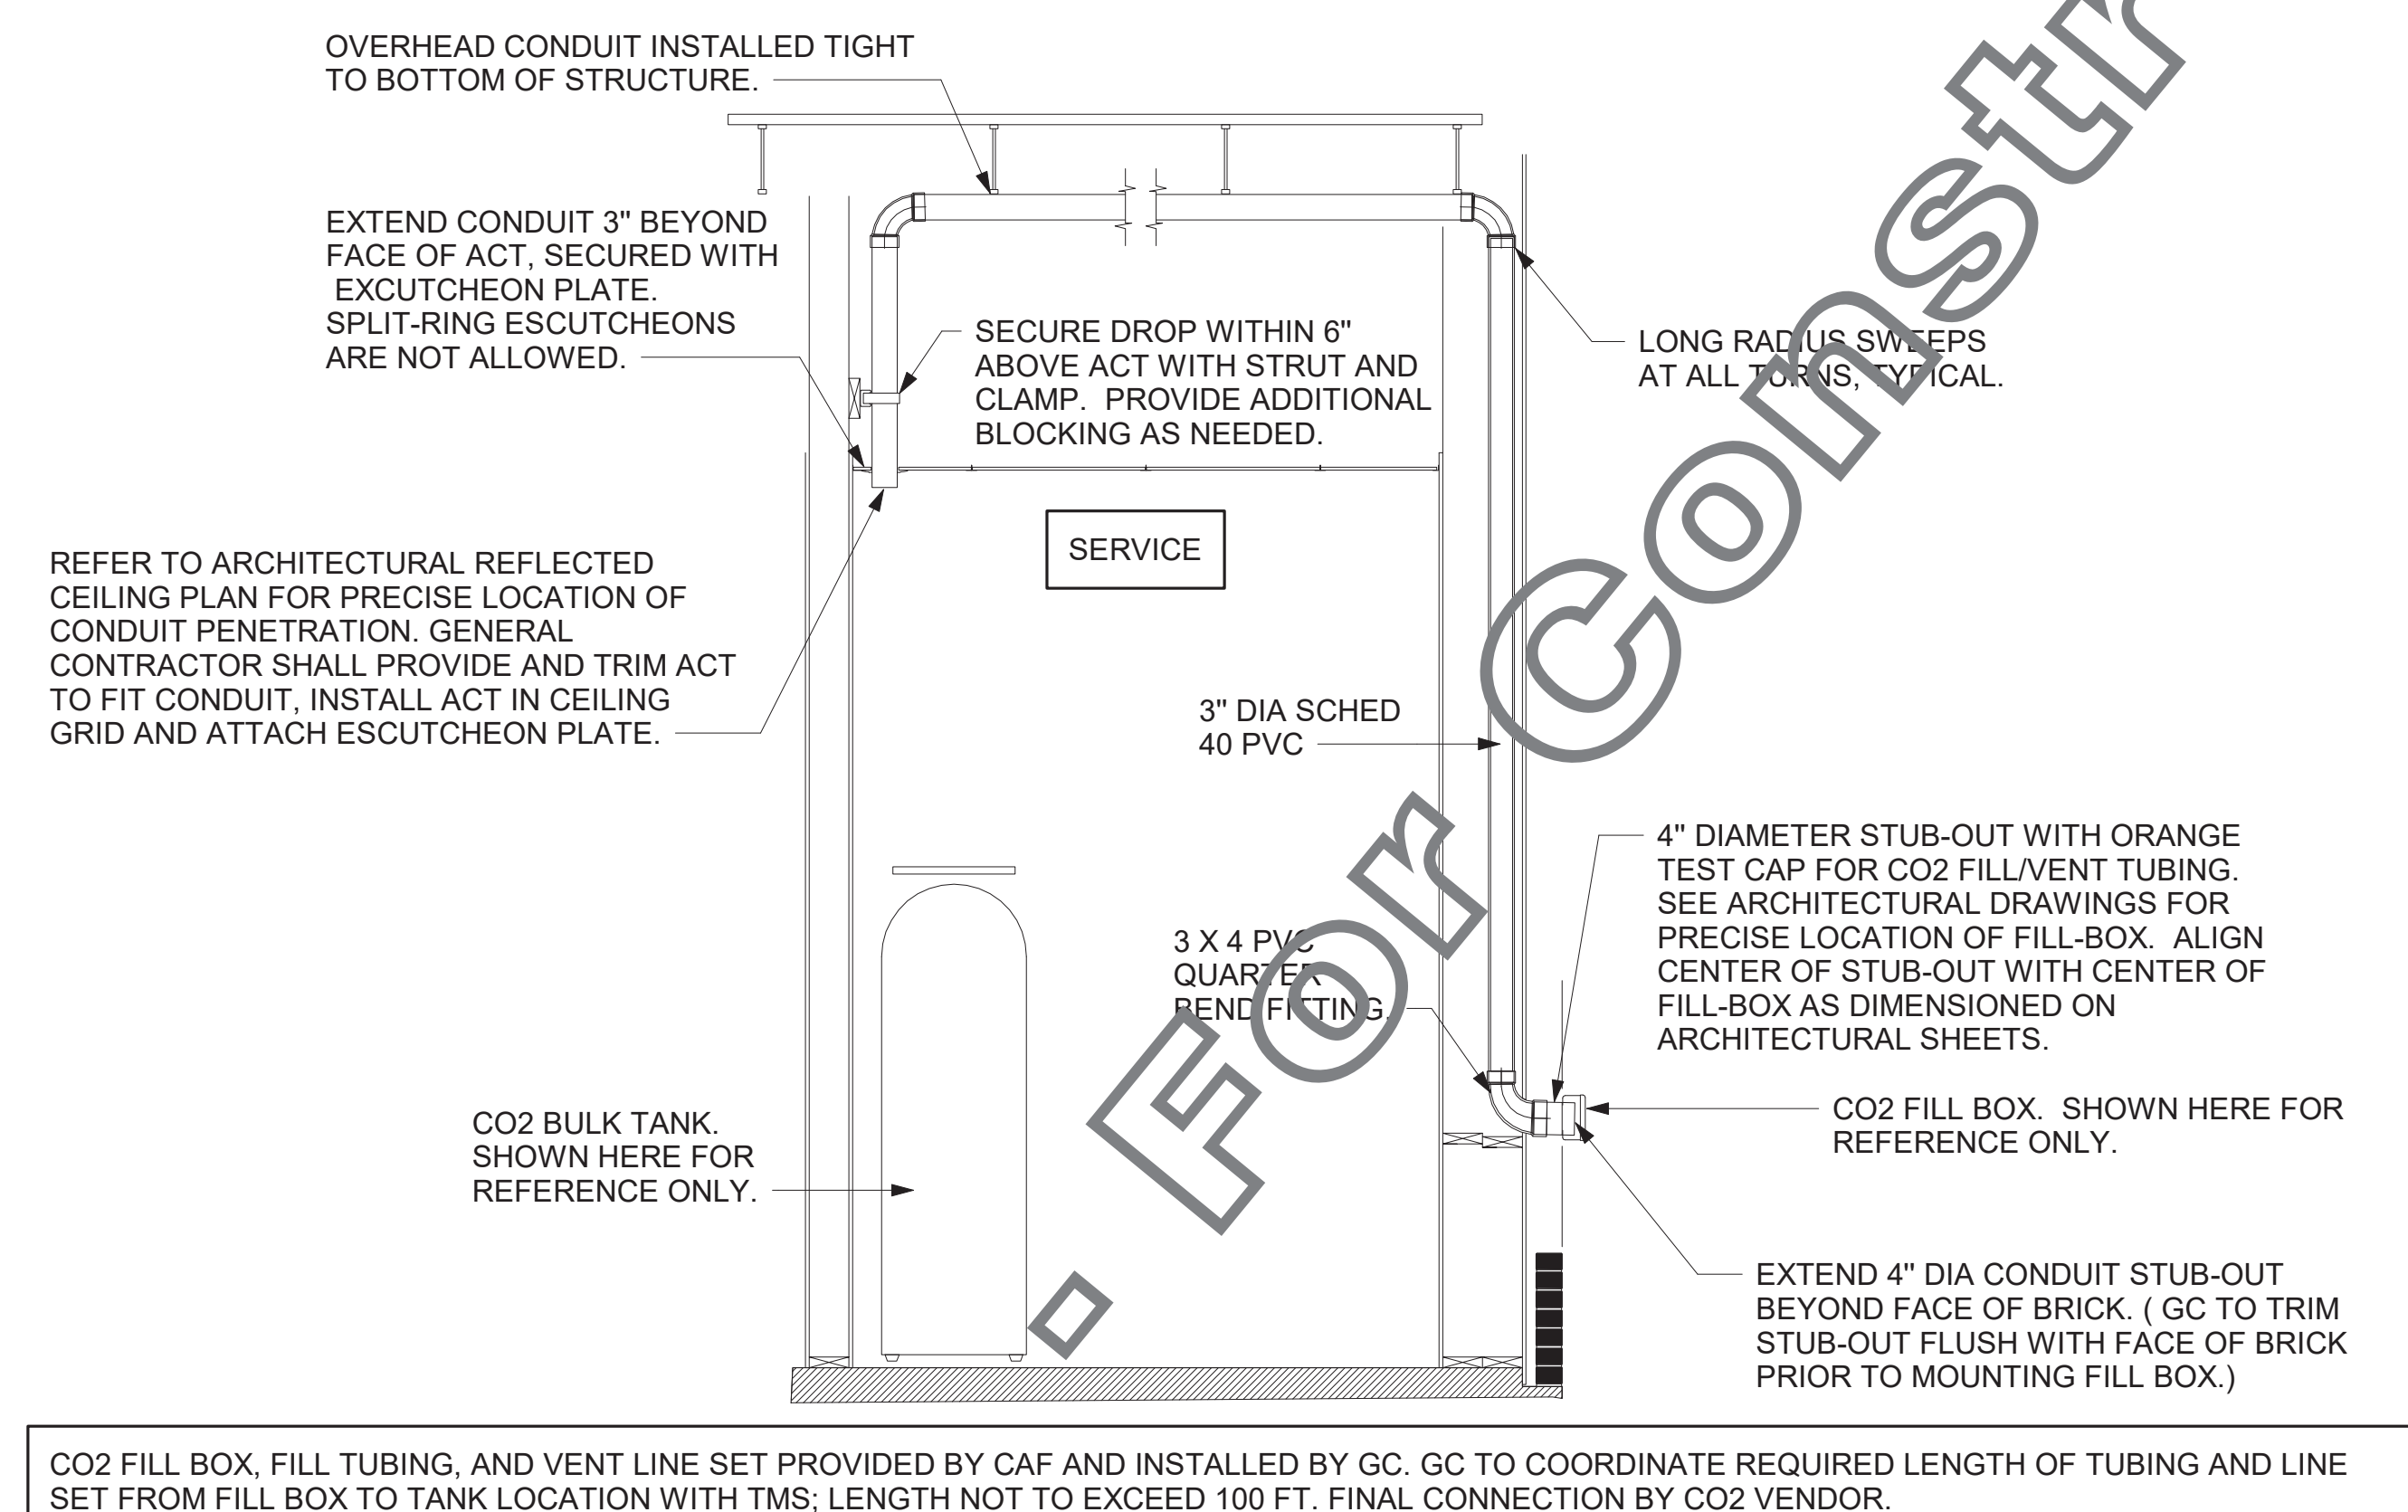 OVERHEAD CONDUIT INSTALLED TIGHT
TO BOTTOM OF STRUCTURE.
EXTEND CONDUIT 3" BEYOND
FACE OF ACT, SECURED WITH
EXCUTCHEON PLATE.
SPLIT-RING ESCUTCHEONS
ARE NOT ALLOWED.
SECURE DROP WITHIN 6"
ABOVE ACT WITH STRUT AND
CLAMP. PROVIDE ADDITIONAL
BLOCKING AS NEEDED.
LONG RADIUS SWEEPS
AT ALL TURNS, TYPICAL.
SERVICE
REFER TO ARCHITECTURAL REFLECTED
CEILING PLAN FOR PRECISE LOCATION OF
CONDUIT PENETRATION. GENERAL
CONTRACTOR SHALL PROVIDE AND TRIM ACT
TO FIT CONDUIT, INSTALL ACT IN CEILING
GRID AND ATTACH ESCUTCHEON PLATE.
3" DIA SCHED
40 PVC
4" DIAMETER STUB-OUT WITH ORANGE
TEST CAP FOR CO2 FILL/VENT TUBING.
SEE ARCHITECTURAL DRAWINGS FOR
PRECISE LOCATION OF FILL-BOX. ALIGN
CENTER OF STUB-OUT WITH CENTER OF
FILL-BOX AS DIMENSIONED ON
ARCHITECTURAL SHEETS.
3 X 4 PVC
QUARTER
BEND FITTING.
CO2 BULK TANK.
SHOWN HERE FOR
REFERENCE ONLY.
CO2 FILL BOX. SHOWN HERE FOR
REFERENCE ONLY.
EXTEND 4" DIA CONDUIT STUB-OUT
BEYOND FACE OF BRICK. ( GC TO TRIM
STUB-OUT FLUSH WITH FACE OF BRICK
PRIOR TO MOUNTING FILL BOX.)
CO2 FILL BOX, FILL TUBING, AND VENT LINE SET PROVIDED BY CAF AND INSTALLED BY GC. GC TO COORDINATE REQUIRED LENGTH OF TUBING AND LINE
SET FROM FILL BOX TO TANK LOCATION WITH TMS; LENGTH NOT TO EXCEED 100 FT. FINAL CONNECTION BY CO2 VENDOR.
. For Constr